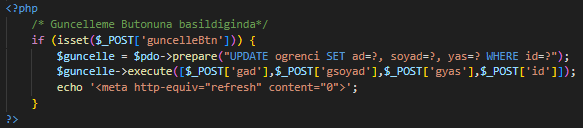 <?php
/* Guncelleme Butonuna basildiginda*/
if (isset($_POST['guncelleBtn'])) {
$guncelle = $pdo->prepare("UPDATE ogrenci SET ad=?, soyad=?, yas=? WHERE id=?");
$guncelle->execute([$_POST['gad'],$_POST['gsoyad'],$_POST['gyas'],$_POST['id']]);
echo '<meta http-equiv="refresh" content="0">';
}
?>